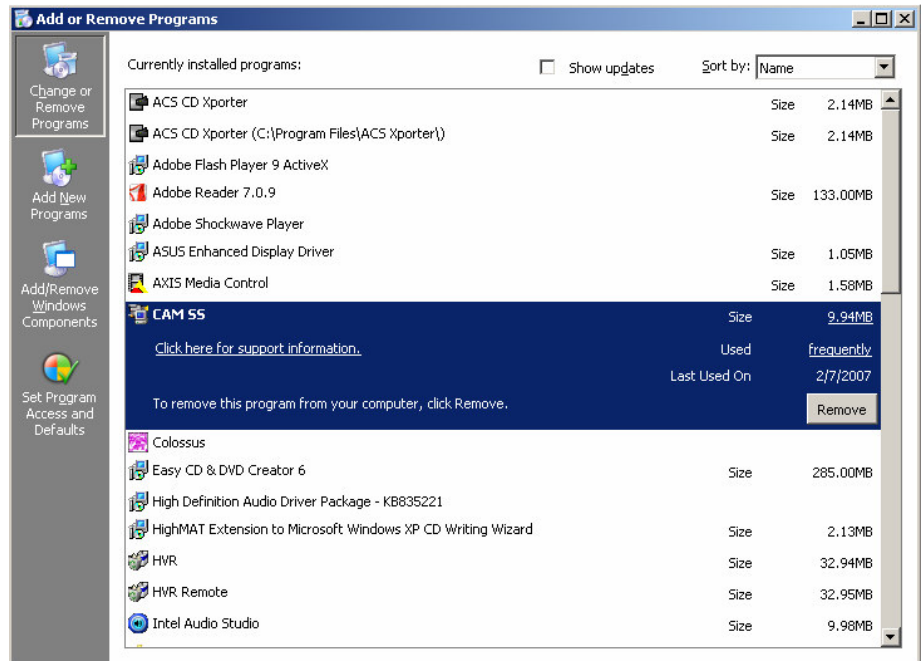 Add or Remove Programs
Change or
Remove
Programs
Add New
Programs
Add/Remove
Windows
Components
Set Program
Access and
Defaults
Currently installed programs:
Show updates
Sort by: Name
ACS CD Xporter Size 2.14MB
ACS CD Xporter (C:\Program Files\ACS Xporter\) Size 2.14MB
Adobe Flash Player 9 ActiveX
Adobe Reader 7.0.9 Size 133.00MB
Adobe Shockwave Player
ASUS Enhanced Display Driver Size 1.05MB
AXIS Media Control Size 1.58MB
CAM SS Size 9.94MB
Click here for support information. Used frequently
Last Used On 2/7/2007
To remove this program from your computer, click Remove. Remove
Colossus
Easy CD & DVD Creator 6 Size 285.00MB
High Definition Audio Driver Package - KB835221
HighMAT Extension to Microsoft Windows XP CD Writing Wizard Size 2.13MB
HVR Size 32.94MB
HVR Remote Size 32.95MB
Intel Audio Studio Size 9.98MB